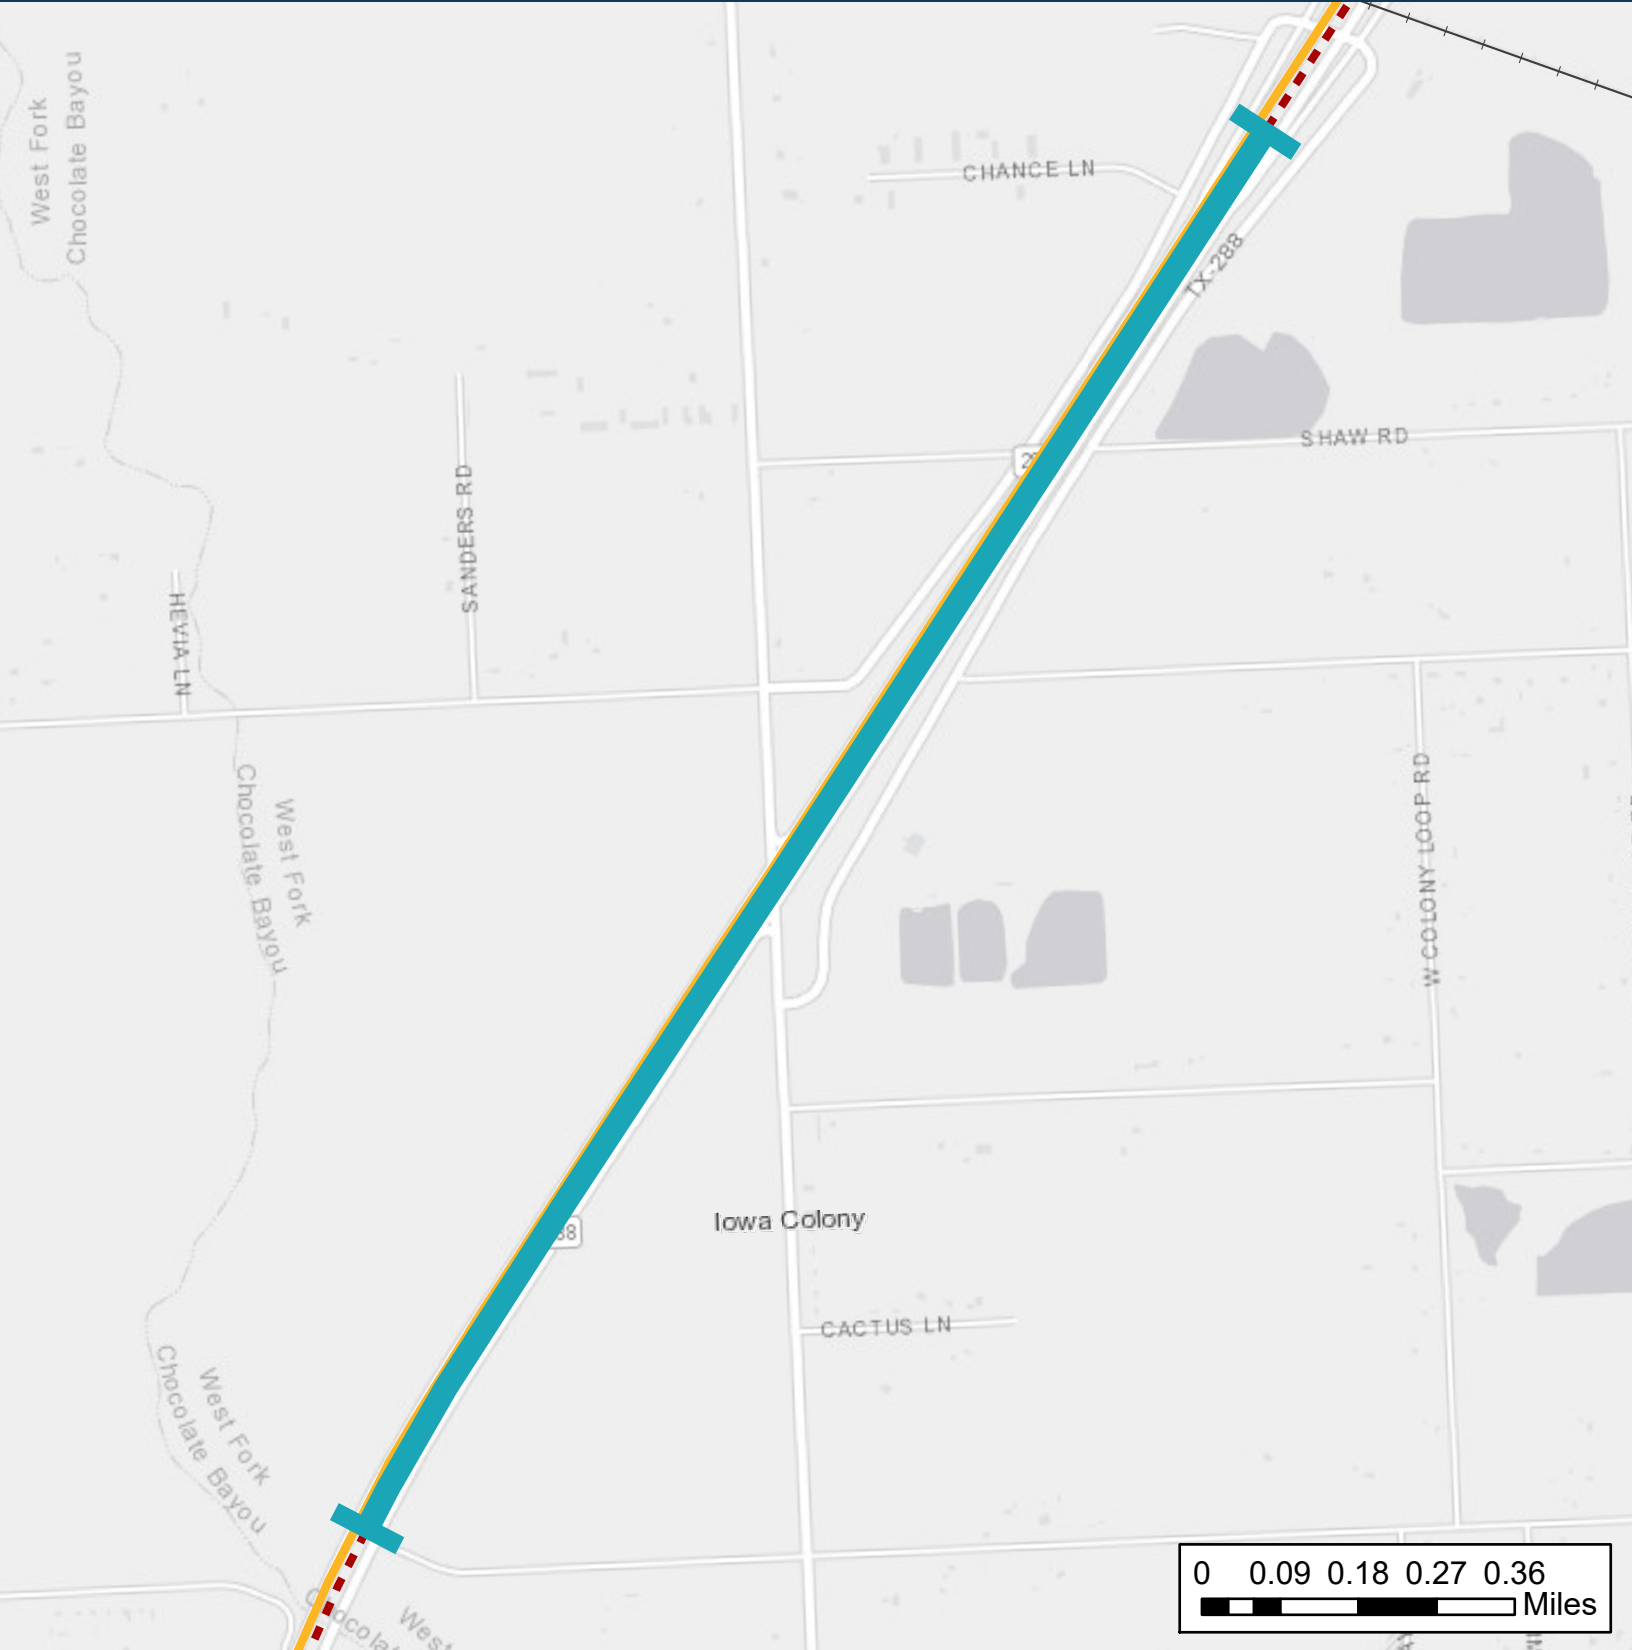 West Fork
Chocolate Bayou
CHANCE LN
TX-288
SHAW RD
SANDERS RD
HEVIA LN
West Fork
Chocolate Bayou
W COLONY LOOP RD
Iowa Colony
CACTUS LN
West Fork
Chocolate Bayou
West
0 0.09 0.18 0.27 0.36
Miles